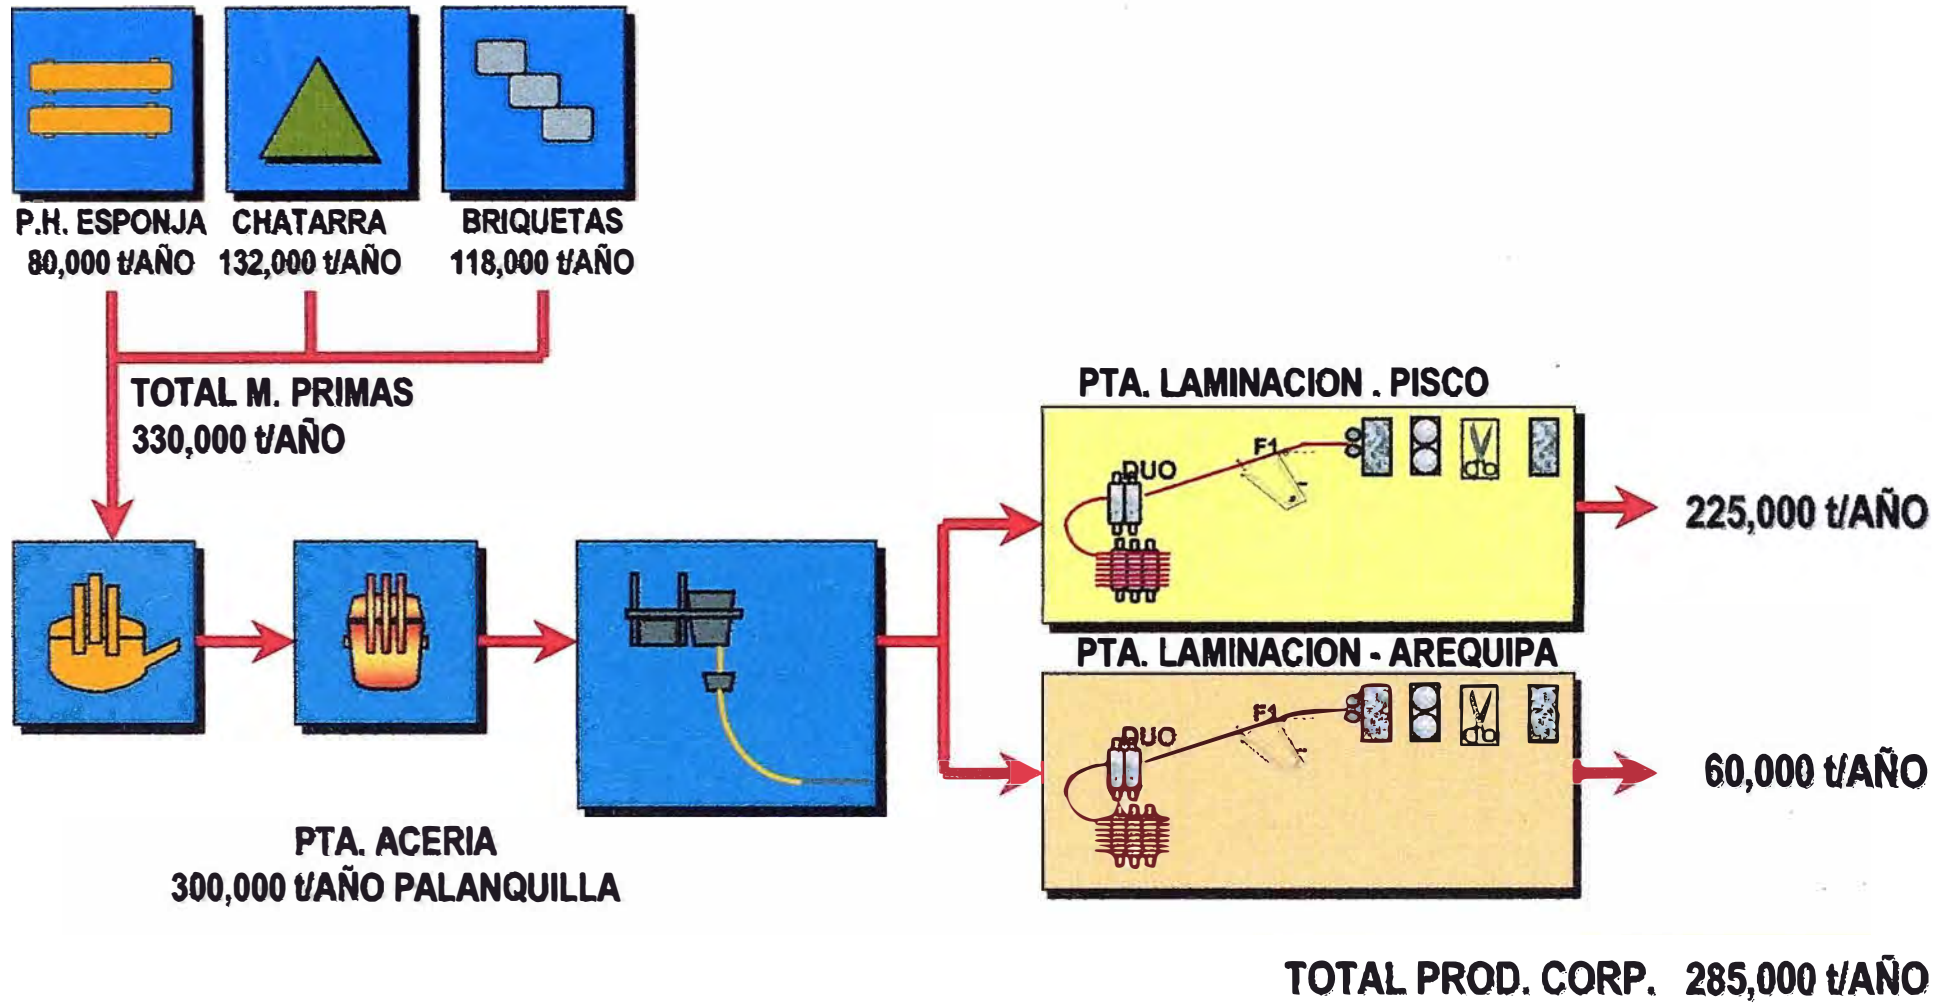 P.H. ESPONJA
80,000 t/AÑO
CHATARRA
132,000 t/AÑO
BRIQUETAS
118,000 t/AÑO
TOTAL M. PRIMAS
330,000 t/AÑO
PTA. LAMINACION . PISCO
F1
DUO
225,000 t/AÑO
PTA. LAMINACION - AREQUIPA
F1
DUO
60,000 t/AÑO
PTA. ACERIA
300,000 t/AÑO PALANQUILLA
TOTAL PROD. CORP. 285,000 t/AÑO